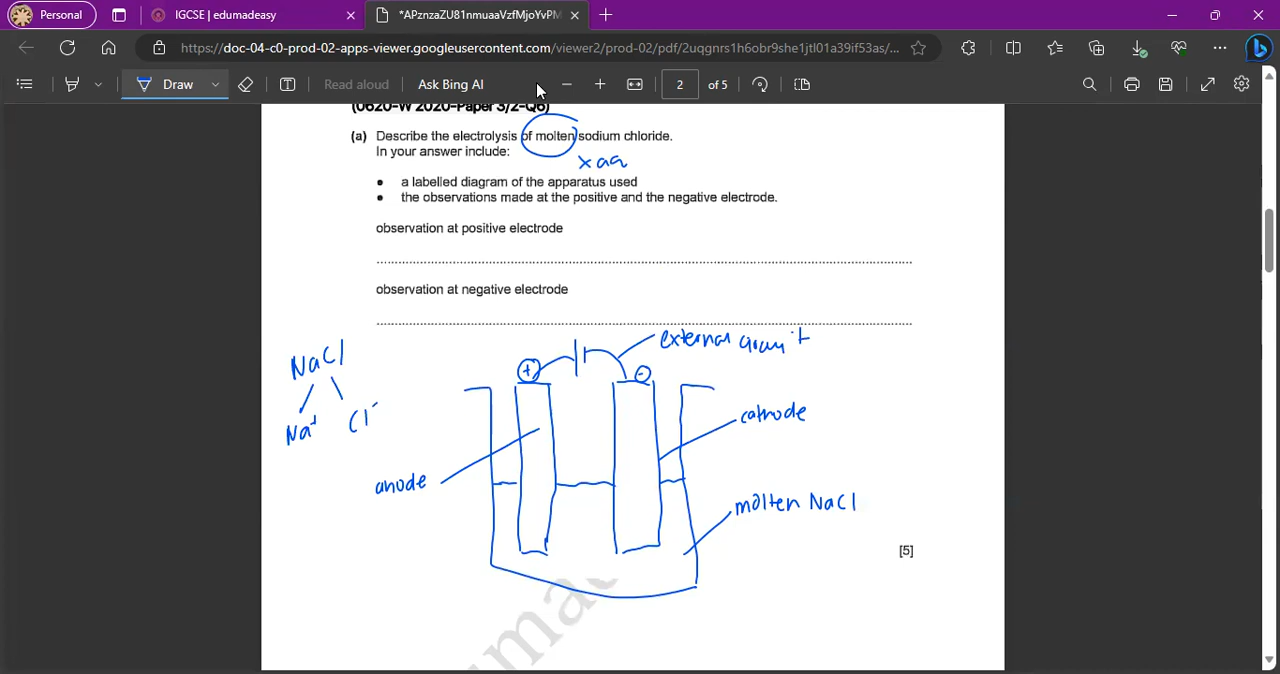 Personal
IGCSE | edumadeasy
*APznzaZU81nmuaaVzfMjoYvPM
https://doc-04-c0-prod-02-apps-viewer.googleusercontent.com/viewer2/prod-02/pdf/2uqgnrs1h6obr9she1jtl01a39if53as/...
Draw
Read aloud
Ask Bing AI
2
of 5
(0620-W 2020-Paper 3/2-Q6)
(a) Describe the electrolysis of molten sodium chloride.
In your answer include:
x aq
• a labelled diagram of the apparatus used
• the observations made at the positive and the negative electrode.
observation at positive electrode
observation at negative electrode
external circuit
NaCl
+
-
Na+ Cl-
cathode
anode
molten NaCl
[5]